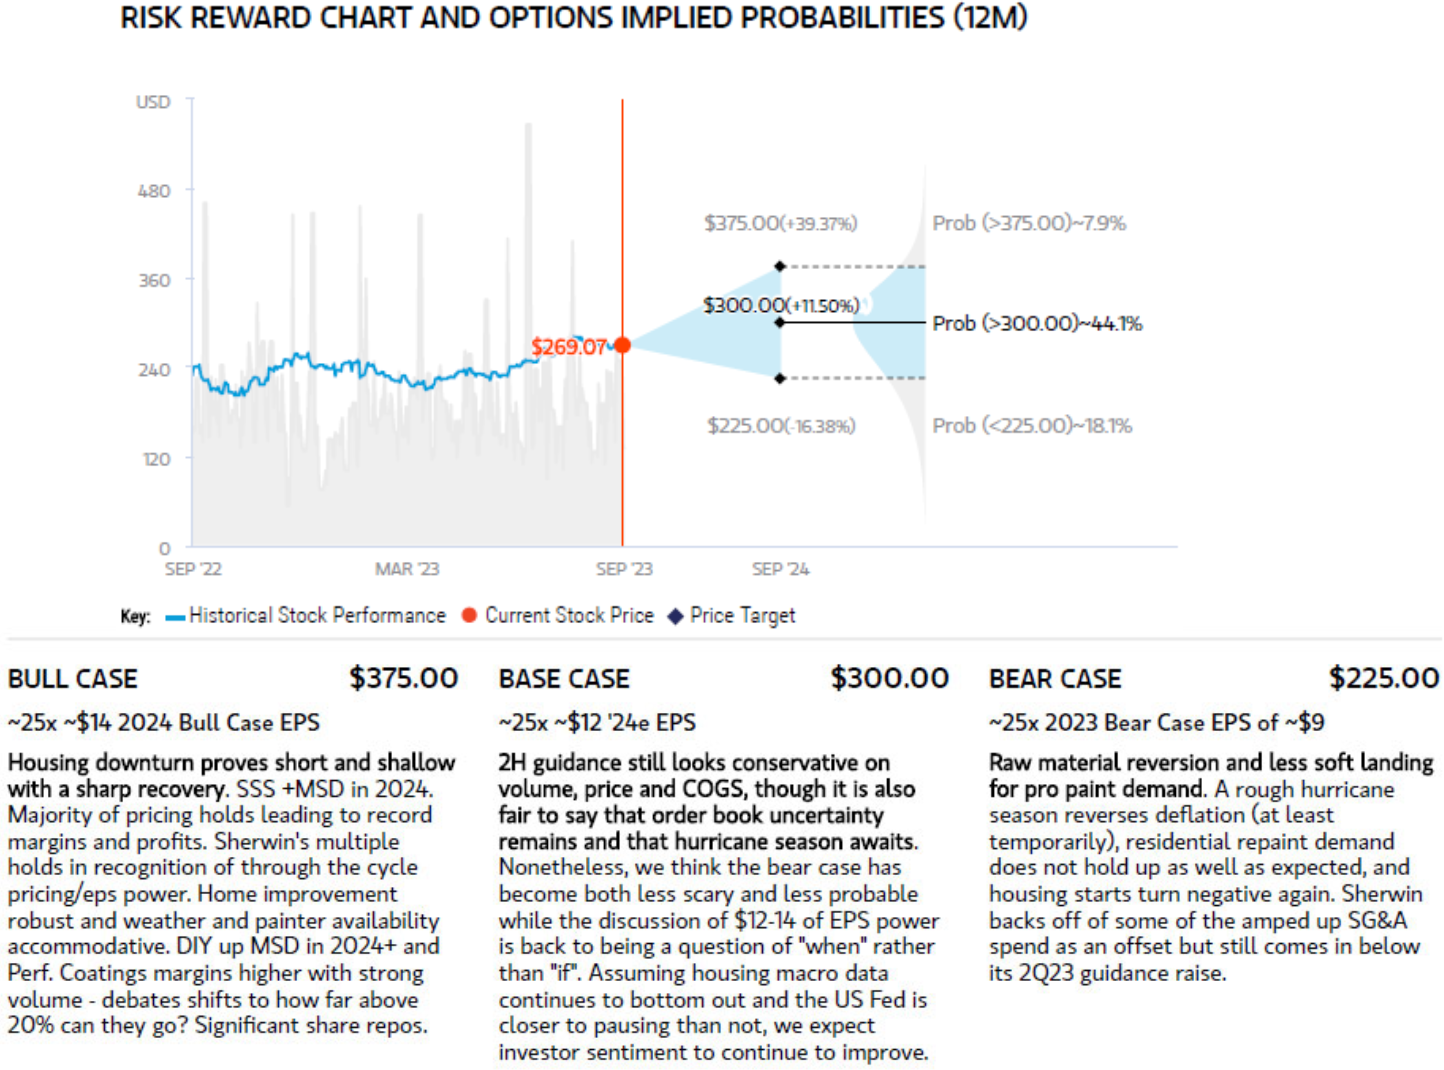 RISK REWARD CHART AND OPTIONS IMPLIED PROBABILITIES (12M)
USD
480
360
240
120
0
SEP '22
MAR '23
SEP '23
SEP '24
$269.07
$375.00(+39.37%)
$300.00(+11.50%)
$225.00(-16.38%)
Prob (>375.00)~7.9%
Prob (>300.00)~44.1%
Prob (<225.00)~18.1%
Key: Historical Stock Performance Current Stock Price Price Target
BULL CASE $375.00
~25x ~$14 2024 Bull Case EPS
Housing downturn proves short and shallow
with a sharp recovery. SSS +MSD in 2024.
Majority of pricing holds leading to record
margins and profits. Sherwin's multiple
holds in recognition of through the cycle
pricing/eps power. Home improvement
robust and weather and painter availability
accommodative. DIY up MSD in 2024+ and
Perf. Coatings margins higher with strong
volume - debates shifts to how far above
20% can they go? Significant share repos.
BASE CASE $300.00
~25x ~$12 '24e EPS
2H guidance still looks conservative on
volume, price and COGS, though it is also
fair to say that order book uncertainty
remains and that hurricane season awaits.
Nonetheless, we think the bear case has
become both less scary and less probable
while the discussion of $12-14 of EPS power
is back to being a question of "when" rather
than "if". Assuming housing macro data
continues to bottom out and the US Fed is
closer to pausing than not, we expect
investor sentiment to continue to improve.
BEAR CASE $225.00
~25x 2023 Bear Case EPS of ~$9
Raw material reversion and less soft landing
for pro paint demand. A rough hurricane
season reverses deflation (at least
temporarily), residential repaint demand
does not hold up as well as expected, and
housing starts turn negative again. Sherwin
backs off of some of the amped up SG&A
spend as an offset but still comes in below
its 2Q23 guidance raise.